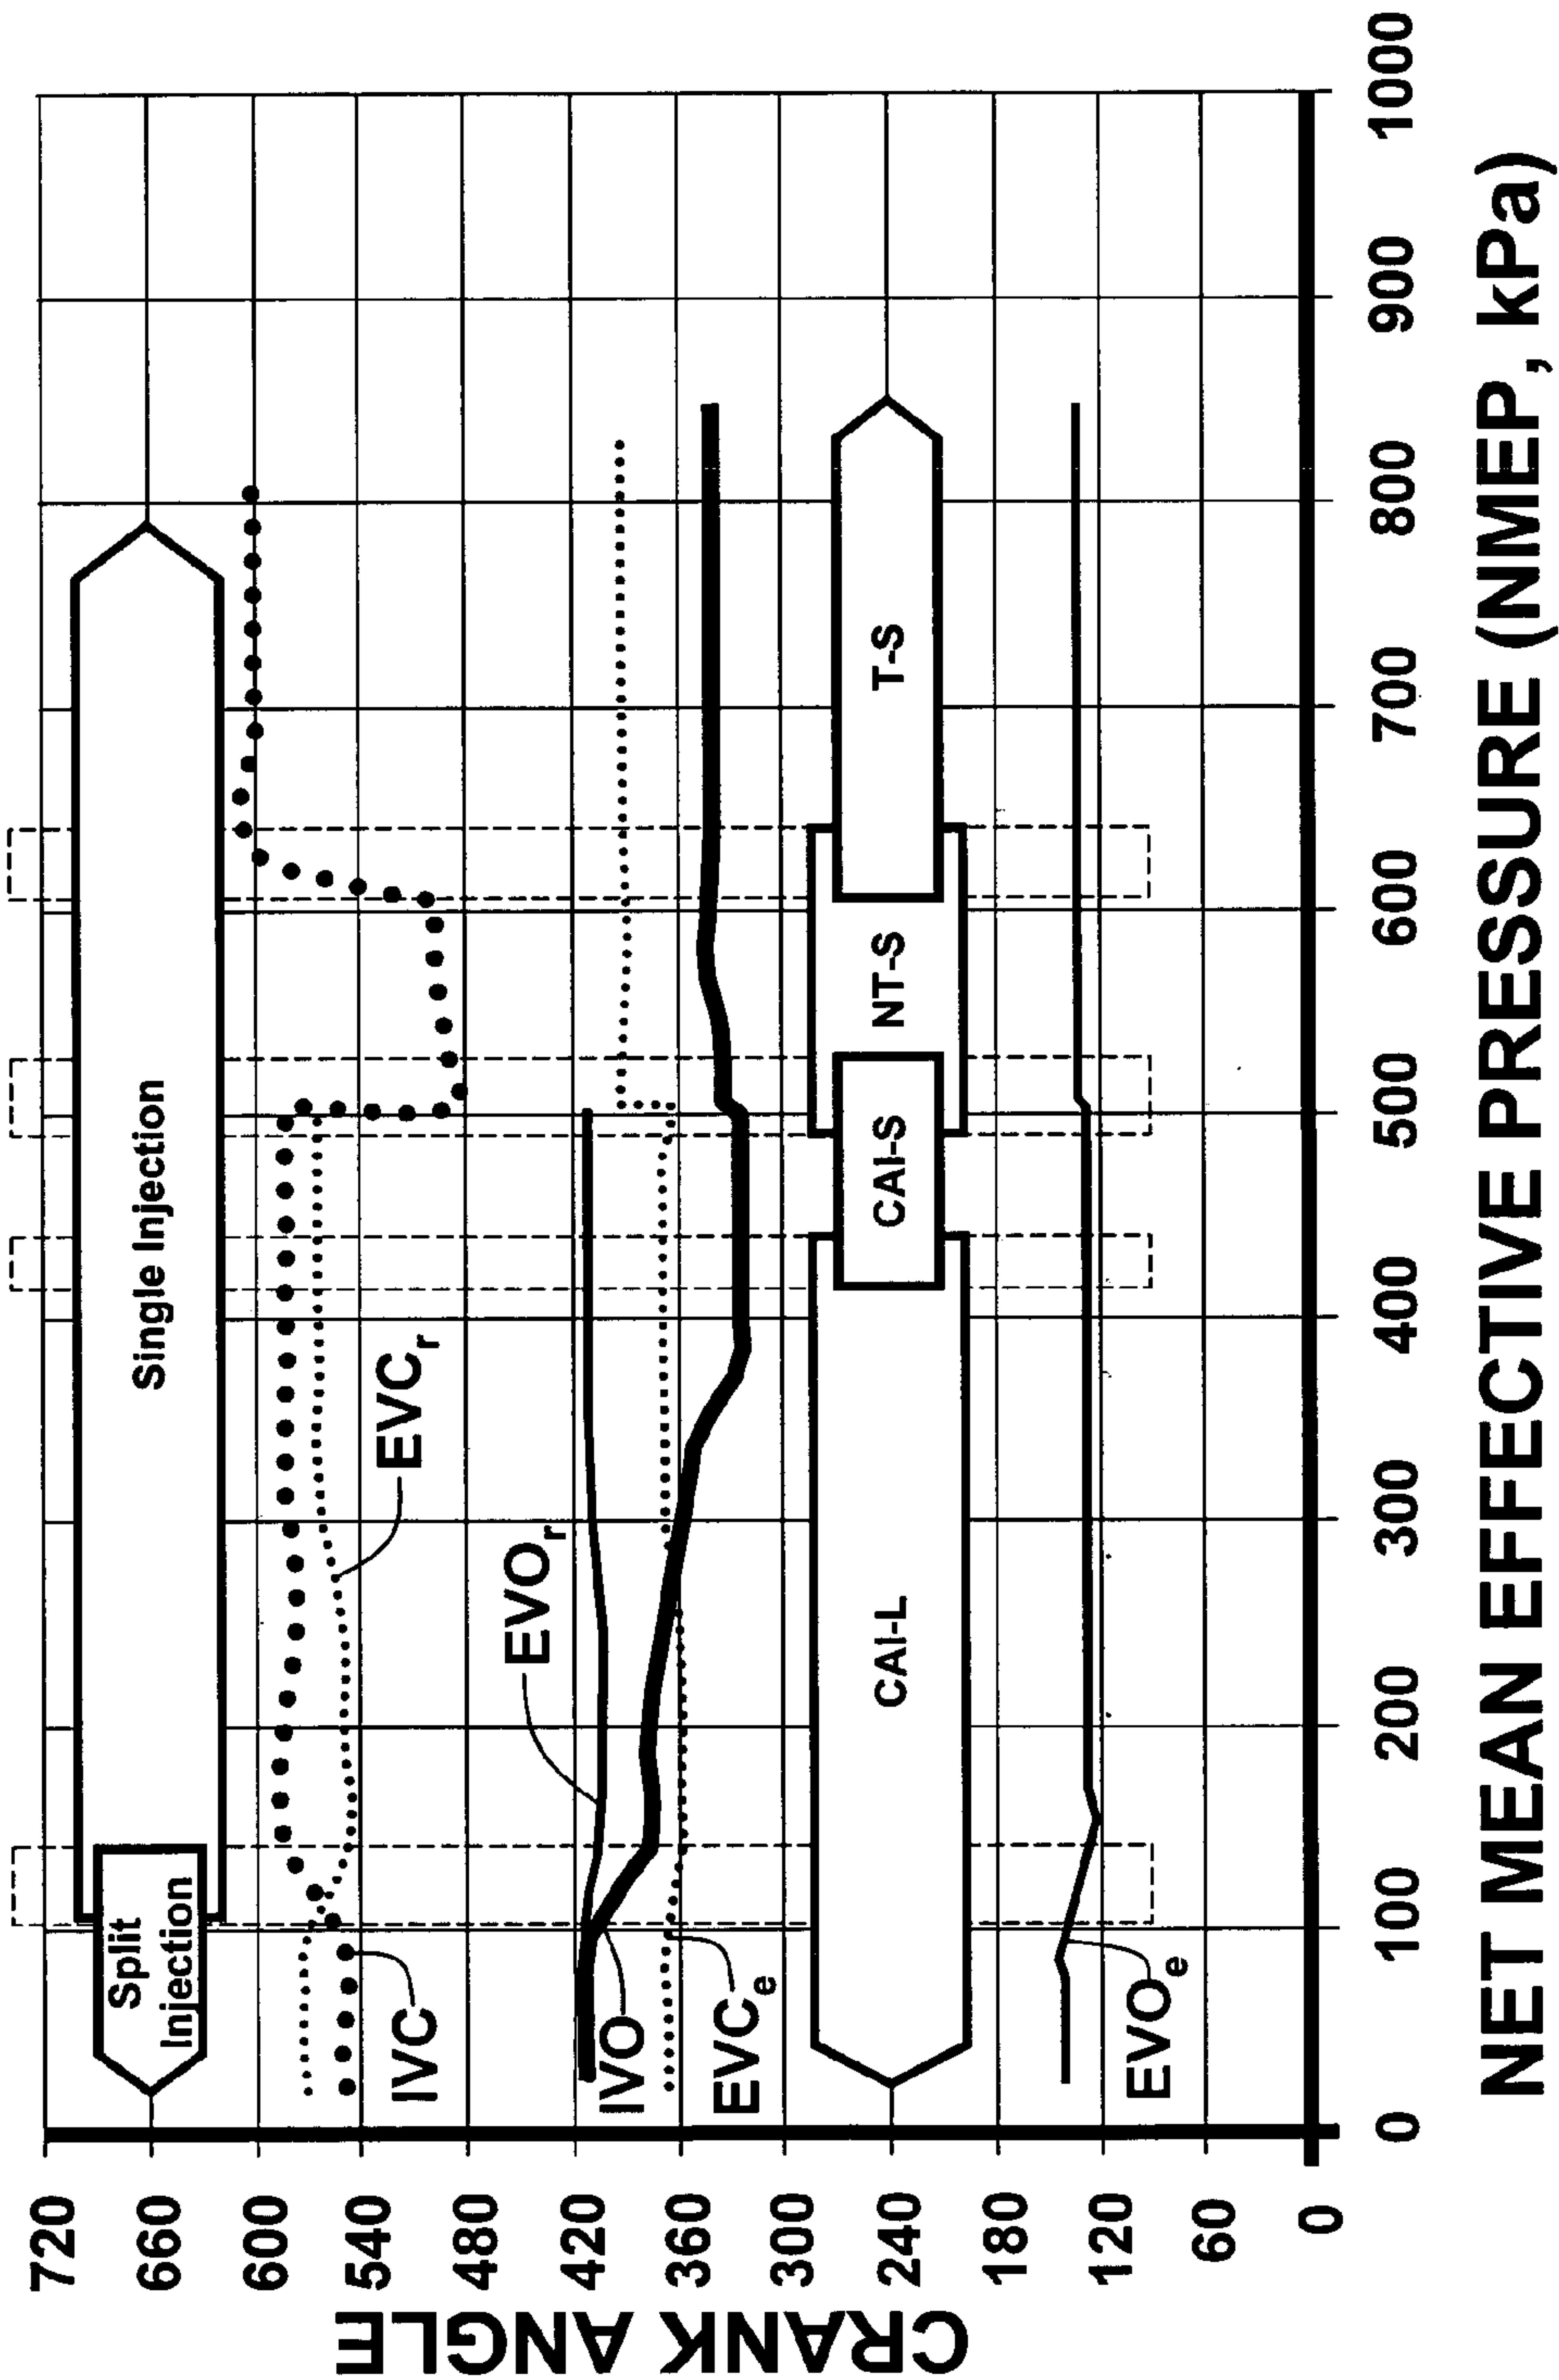 720
660
600
540
480
420
360
300
240
180
120
60
0
CRANK ANGLE
Split
Injection
Single Injection
IVC
EVCr
EVOr
IVO
EVCe
CAI-L
CAI-S
NT-S
T-S
EVOe
0
100
200
300
400
500
600
700
800
900
1000
NET MEAN EFFECTIVE PRESSURE (NMEP, kPa)